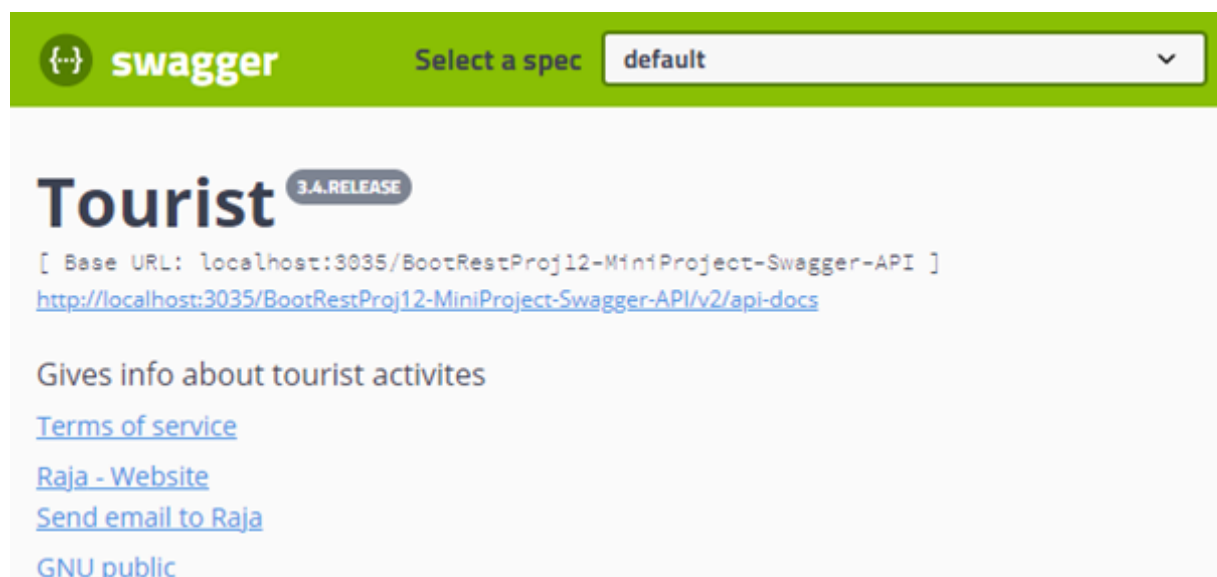 {···} swagger Select a spec default
Tourist 3.4.RELEASE
[ Base URL: localhost:3035/BootRestProj12-MiniProject-Swagger-API ]
http://localhost:3035/BootRestProj12-MiniProject-Swagger-API/v2/api-docs
Gives info about tourist activites
Terms of service
Raja - Website
Send email to Raja
GNU public